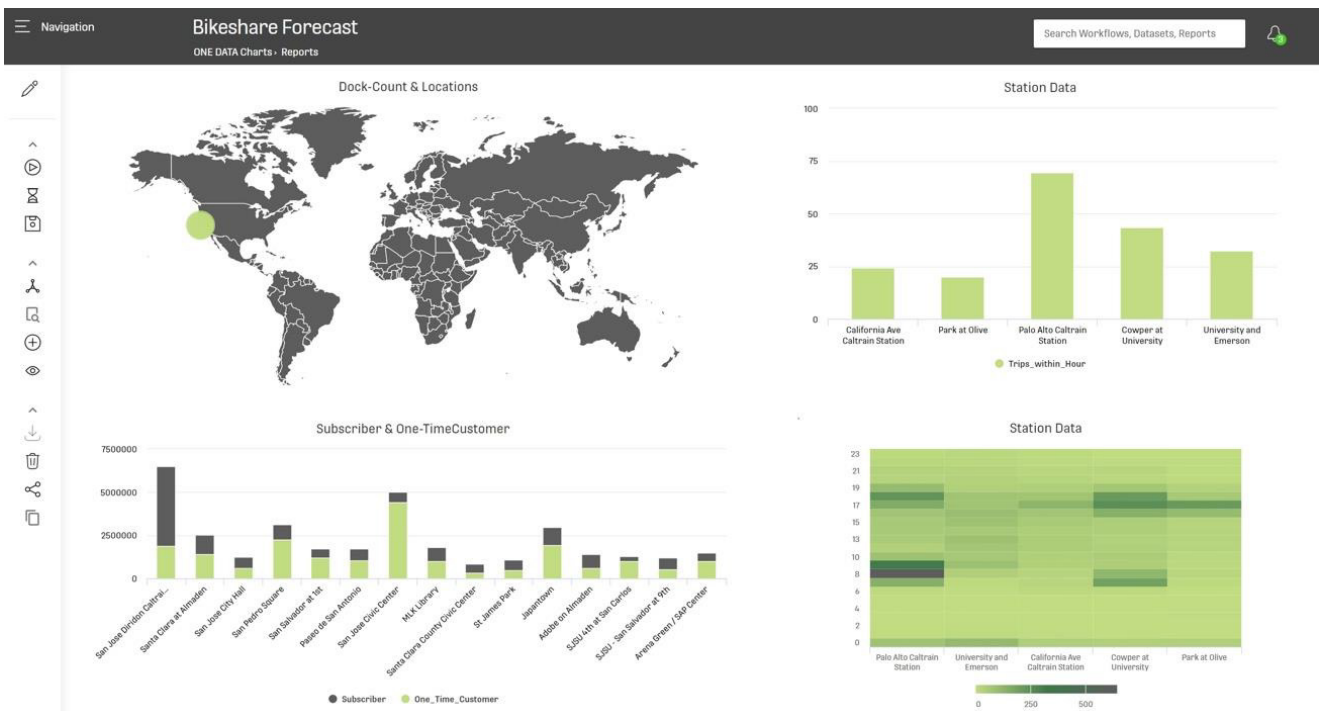 Navigation
Bikeshare Forecast
ONE DATA Charts › Reports
Search Workflows, Datasets, Reports
3
Dock-Count & Locations
Station Data
100
75
50
25
0
California Ave
Caltrain Station
Park at Olive
Palo Alto Caltrain
Station
Cowper at
University
University and
Emerson
Trips_within_Hour
Subscriber & One-TimeCustomer
7500000
5000000
2500000
0
San Jose Diridon Caltrai...
Santa Clara at Almaden
San Jose City Hall
San Pedro Square
San Salvador at 1st
Paseo de San Antonio
San Jose Civic Center
MLK Library
Santa Clara County Civic Center
St James Park
Japantown
Adobe on Almaden
SJSU 4th at San Carlos
SJSU - San Salvador at 9th
Arena Green / SAP Center
Subscriber
One_Time_Customer
Station Data
23
21
19
17
15
13
10
8
6
4
2
0
Palo Alto Caltrain
Station
University and
Emerson
California Ave
Caltrain Station
Cowper at
University
Park at Olive
0
250
500